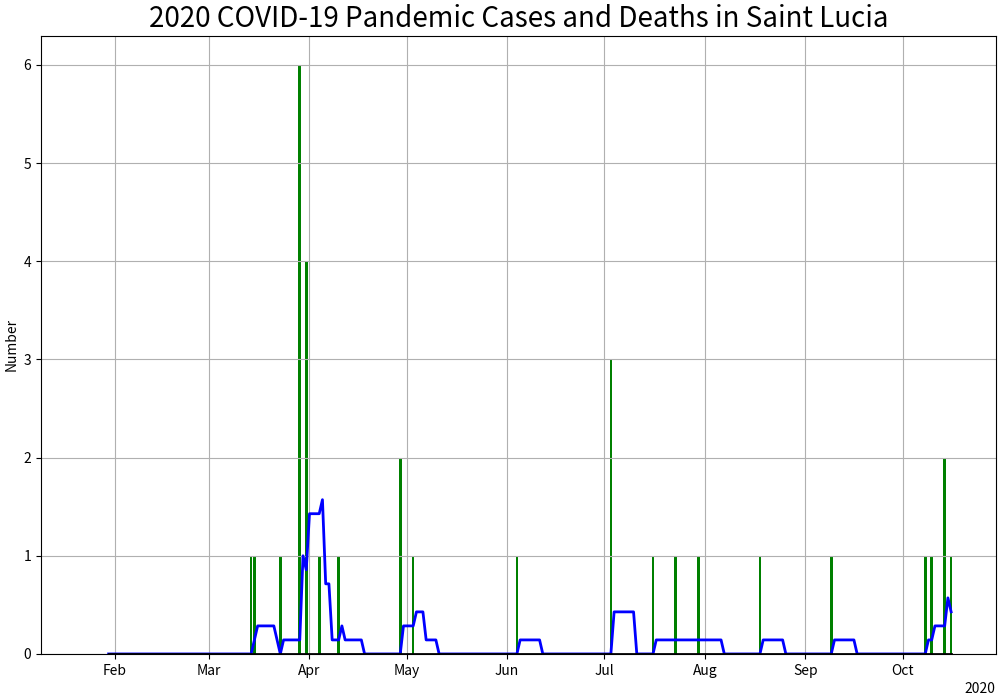 2020 COVID-19 Pandemic Cases and Deaths in Saint Lucia
6
5
4
3
2
1
0
Number
Feb Mar Apr May Jun Jul Aug Sep Oct
2020